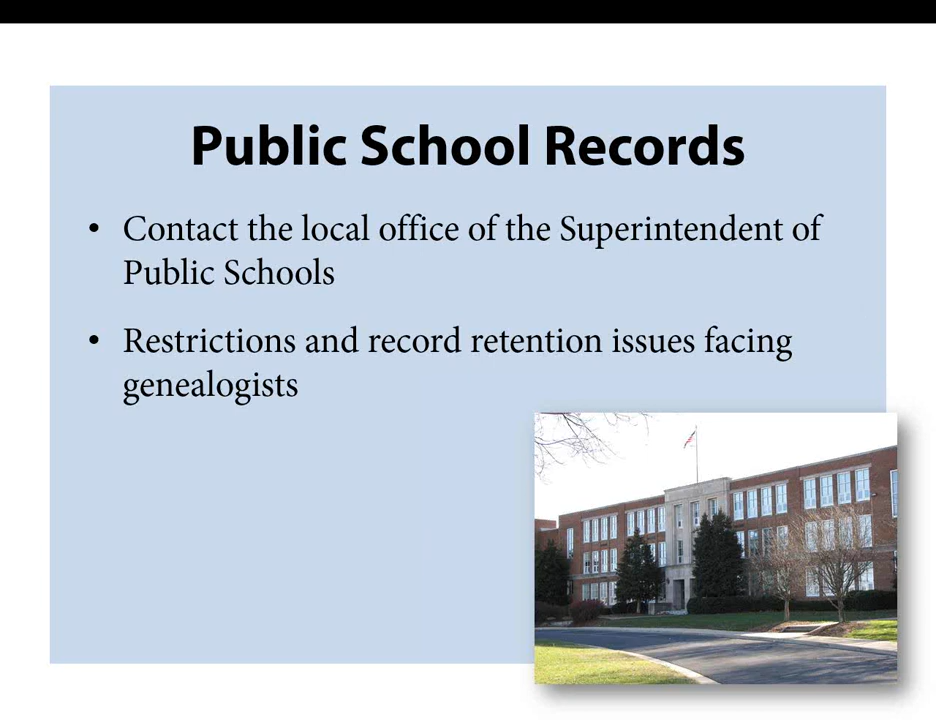 Public School Records
• Contact the local office of the Superintendent of
Public Schools
• Restrictions and record retention issues facing
genealogists